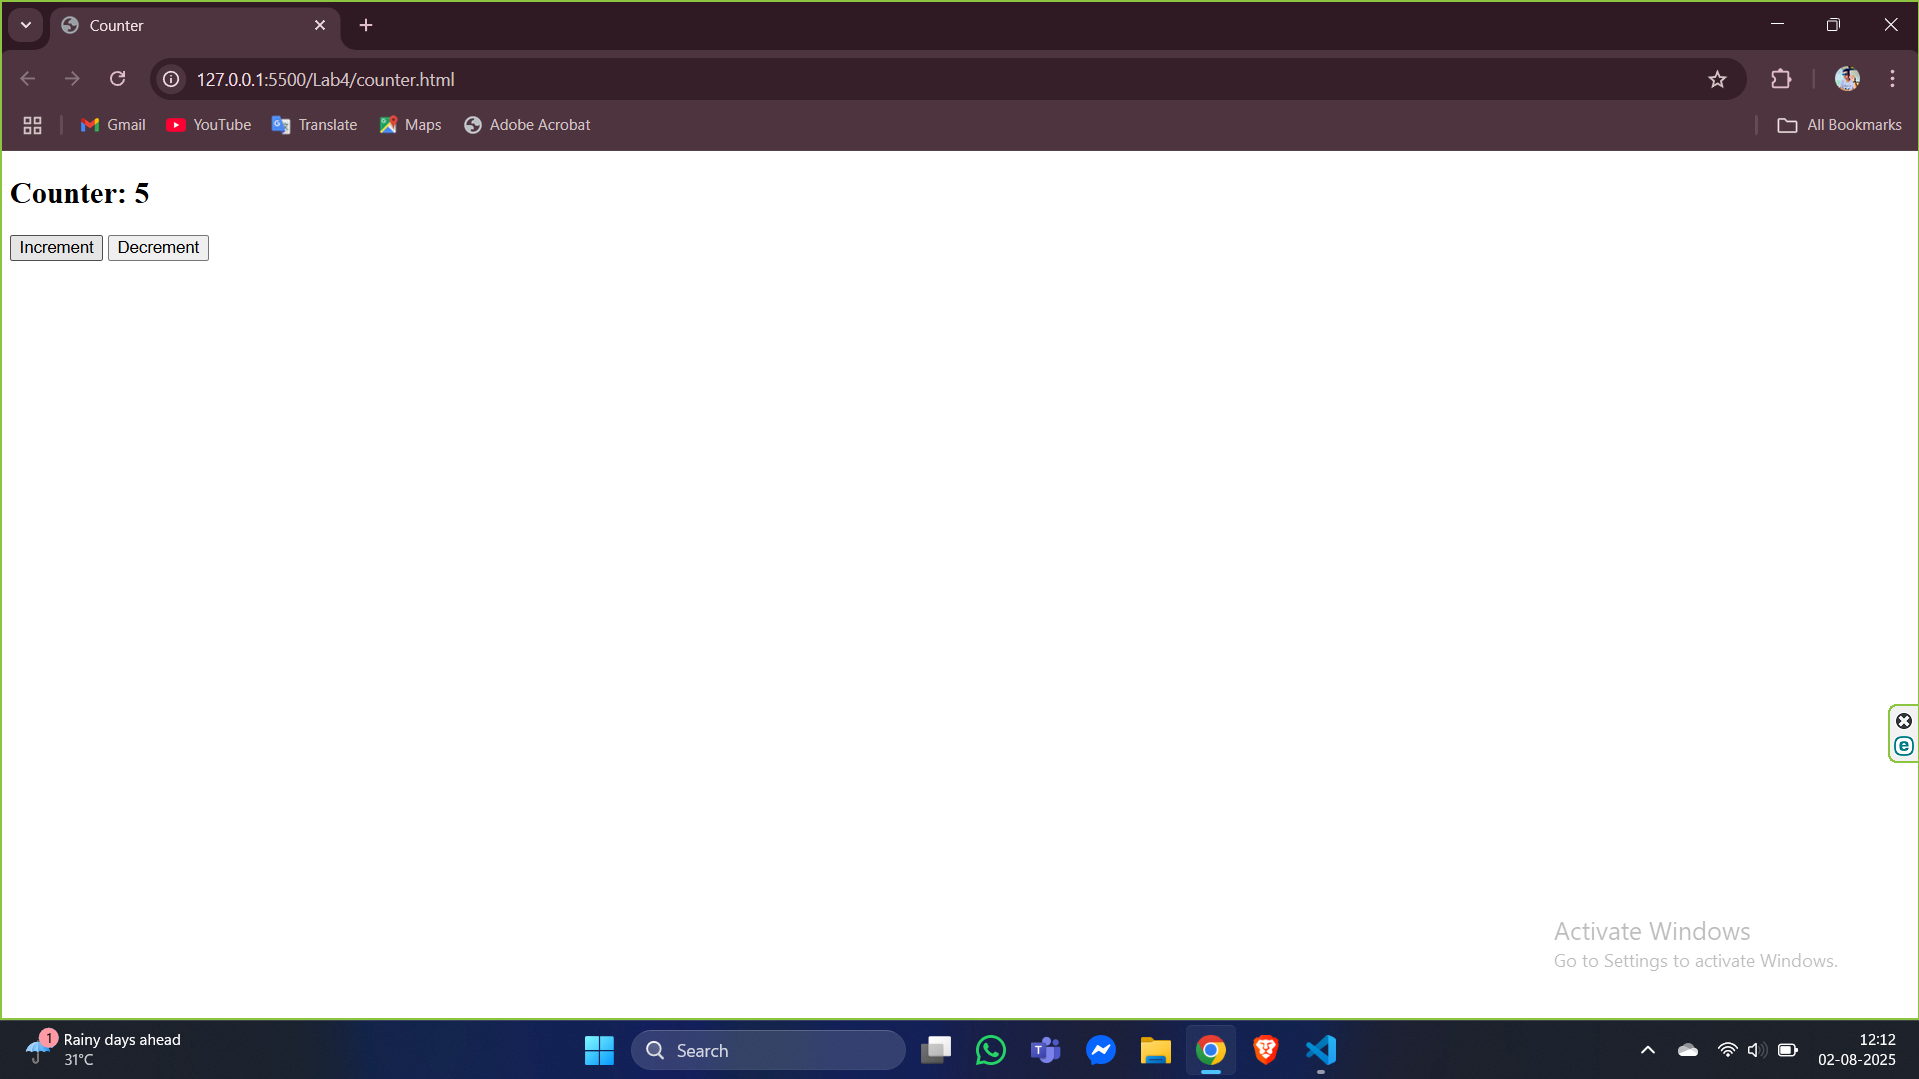 Counter
127.0.0.1:5500/Lab4/counter.html
Gmail YouTube Translate Maps Adobe Acrobat All Bookmarks
Counter: 5
Increment Decrement
e
Activate Windows
Go to Settings to activate Windows.
1 Rainy days ahead
31°C
Search
T
12:12
02-08-2025